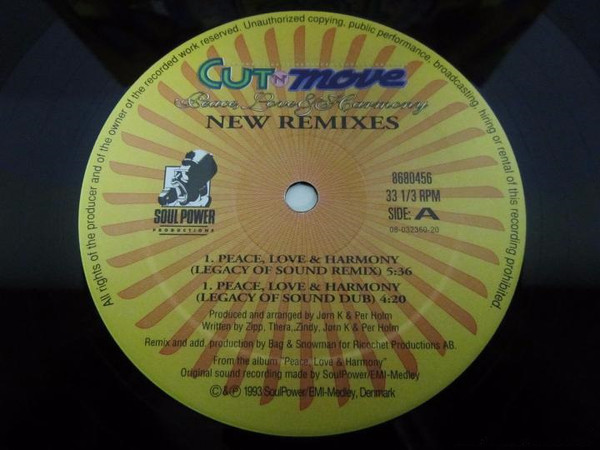 All rights of the producer and of the owner of the recorded work reserved. Unauthorized copying, public performance, broadcasting, hiring or rental of this recording prohibited.
CUT 'N' move
Peace, Love & Harmony
NEW REMIXES
SOUL POWER
PRODUCTIONS
8680456
33 1/3 RPM
SIDE: A
08-032360-20
1. PEACE, LOVE & HARMONY
(LEGACY OF SOUND REMIX) 5:36
1. PEACE, LOVE & HARMONY
(LEGACY OF SOUND DUB) 4:20
Produced and arranged by Jørn K & Per Holm
Written by Zipp, Thera, Zindy, Jørn K & Per Holm
Remix and add. production by Bag & Snowman for Ricochet Productions AB.
From the album "Peace, Love & Harmony"
Original sound recording made by SoulPower/EMI-Medley
© & ℗ 1993 SoulPower/EMI-Medley, Denmark